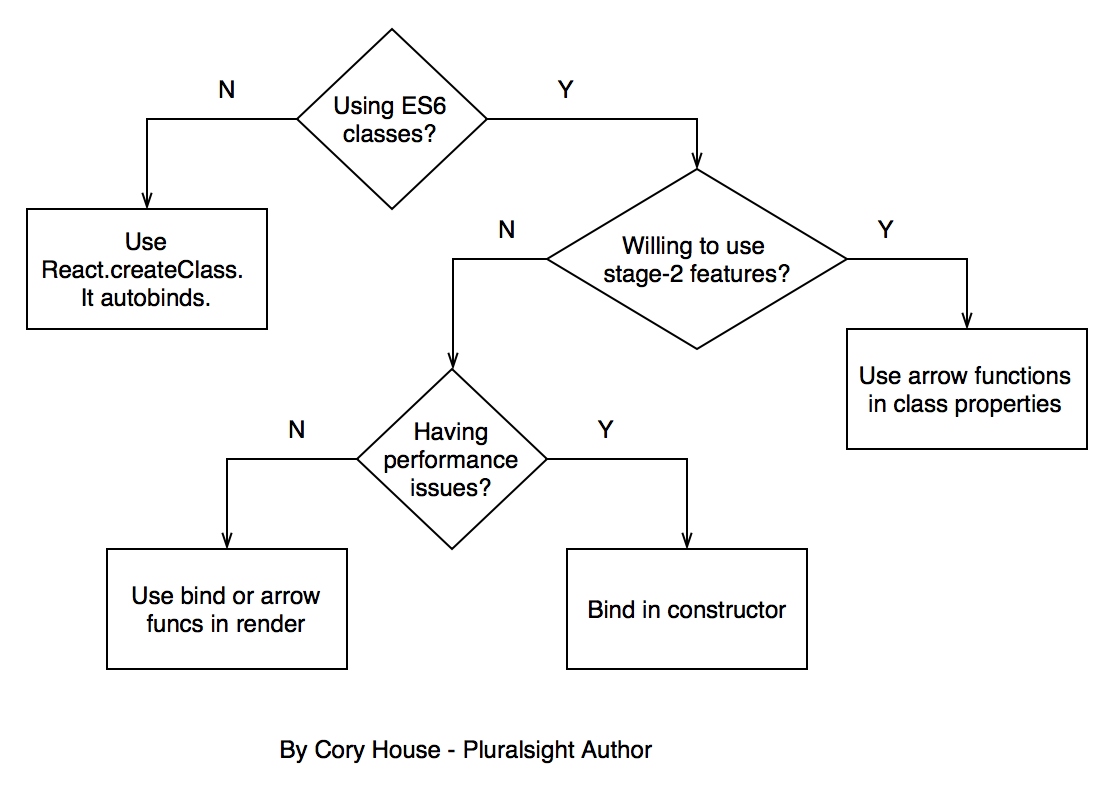 N
Using ES6
classes?
Y
Use
React.createClass.
It autobinds.
N
Willing to use
stage-2 features?
Y
Use arrow functions
in class properties
N
Having
performance
issues?
Y
Use bind or arrow
funcs in render
Bind in constructor
By Cory House - Pluralsight Author